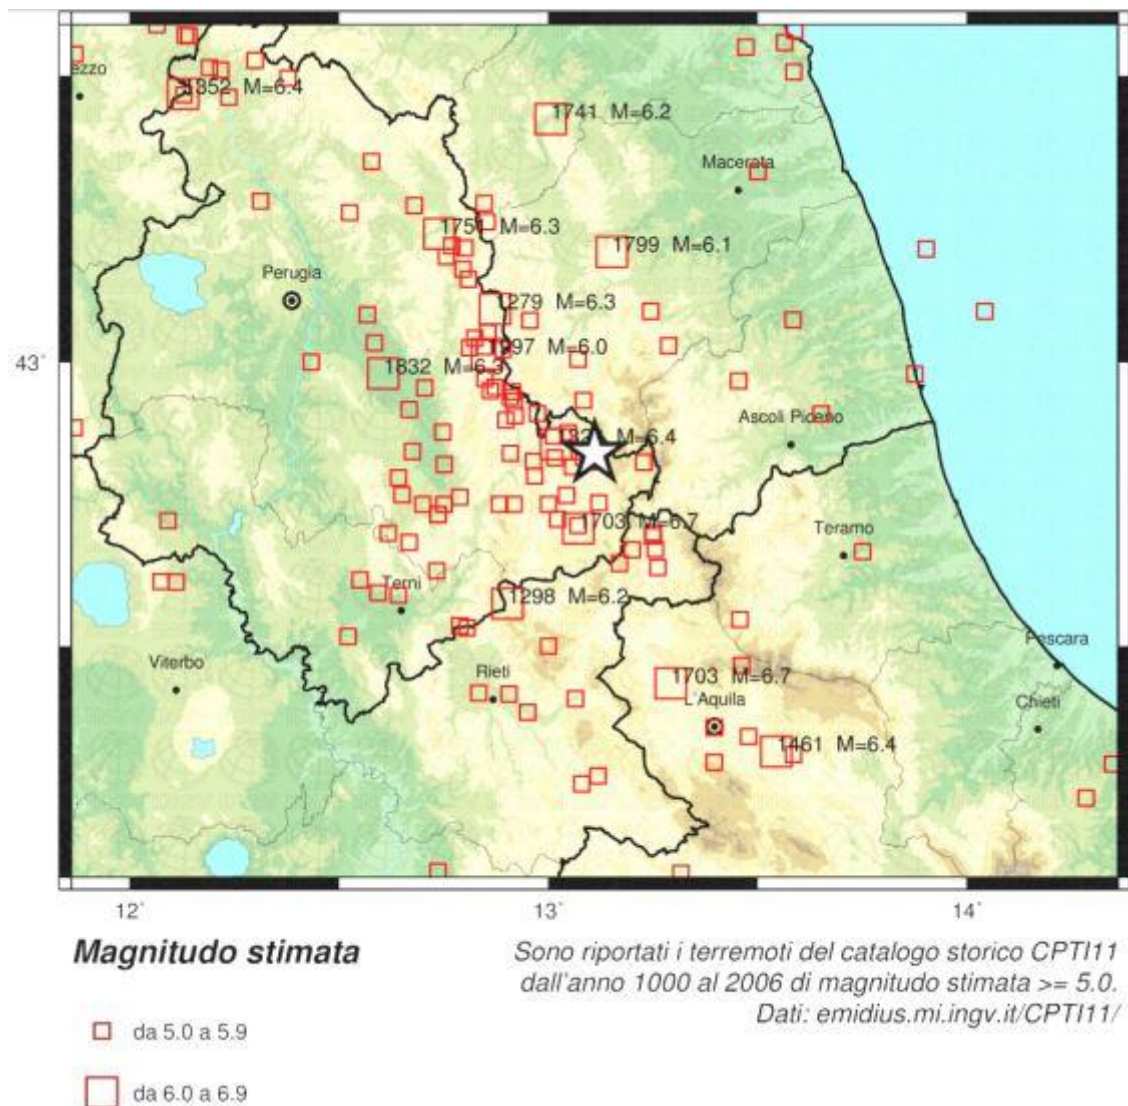 ezzo
1352 M=6.4
1741 M=6.2
Macerata
1751 M=6.3
1799 M=6.1
Perugia
1279 M=6.3
43°
1997 M=6.0
1832 M=6.3
Ascoli Piceno
M=6.4
1703 M=6.7
Teramo
Terni
1298 M=6.2
Pescara
Viterbo
Rieti
1703 M=6.7
L'Aquila
Chieti
1461 M=6.4
12°
13°
14°
Magnitudo stimata
Sono riportati i terremoti del catalogo storico CPTI11
dall'anno 1000 al 2006 di magnitudo stimata >= 5.0.
Dati: emidius.mi.ingv.it/CPTI11/
da 5.0 a 5.9
da 6.0 a 6.9